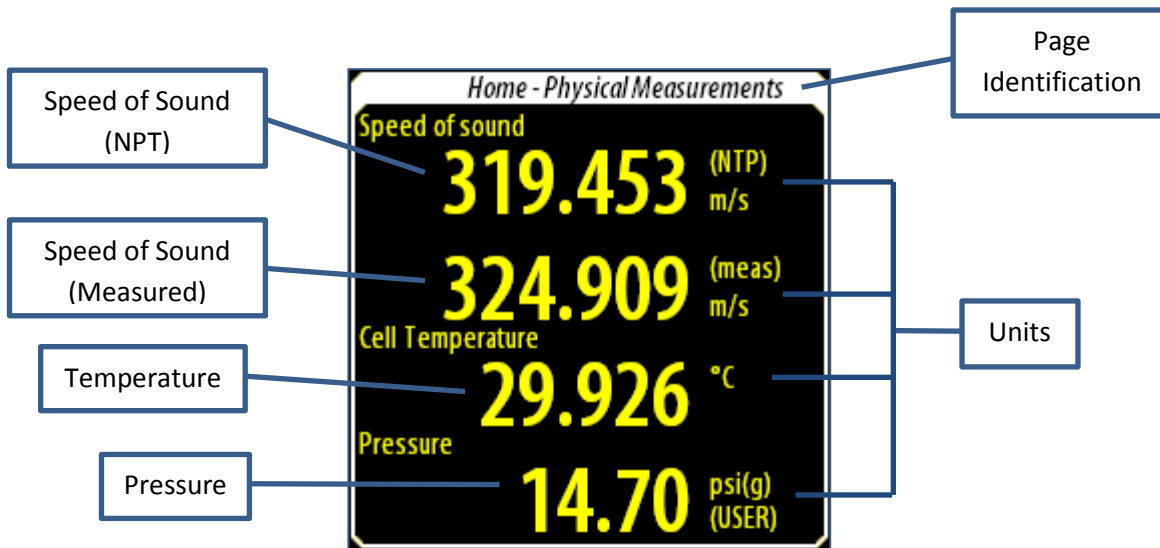 Page
Identification
Speed of Sound
(NPT)
Home - Physical Measurements
Speed of sound
319.453 (NTP)
m/s
Speed of Sound
(Measured)
324.909 (meas)
m/s
Units
Cell Temperature
Temperature
29.926 °C
Pressure
Pressure
14.70 psi(g)
(USER)